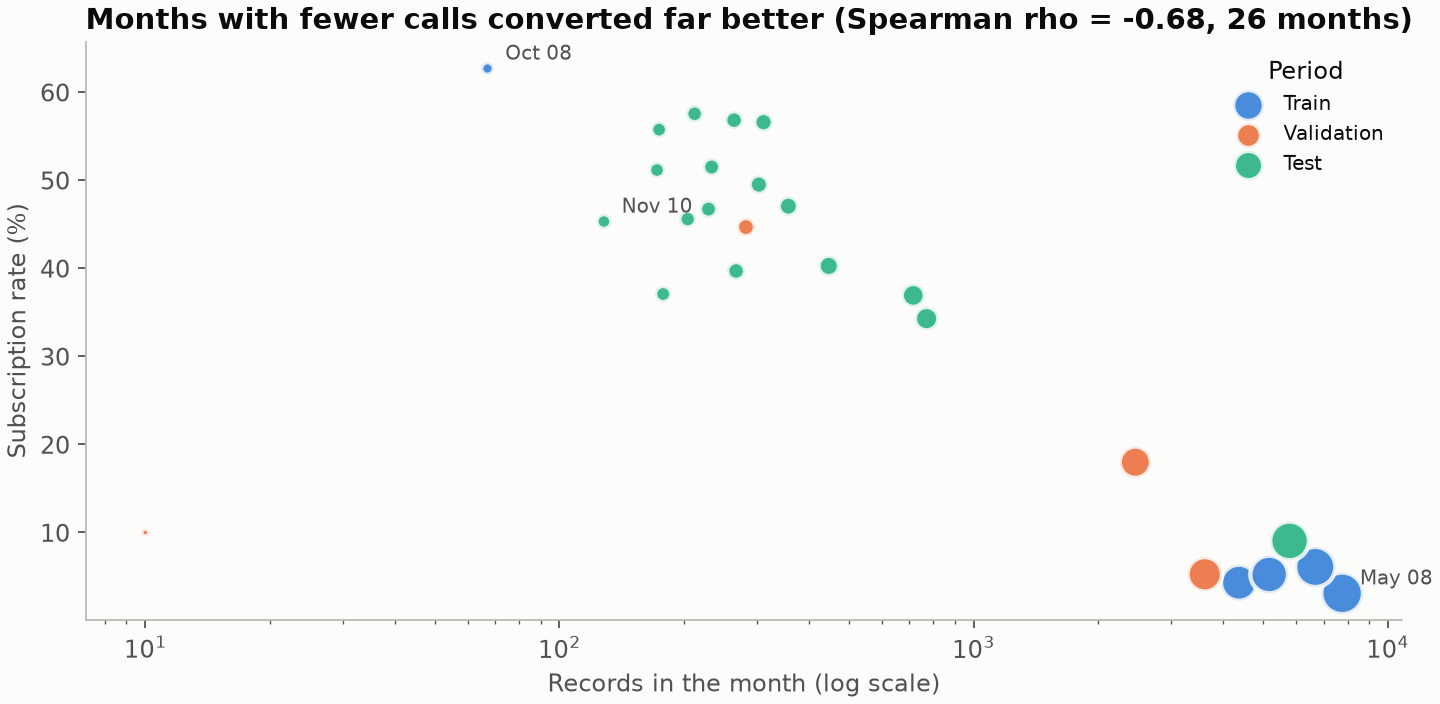 Months with fewer calls converted far better (Spearman rho = -0.68, 26 months)
Oct 08
Period
Train
Validation
Test
Nov 10
May 08
60
50
40
30
20
10
Subscription rate (%)
10¹ 10² 10³ 10⁴
Records in the month (log scale)